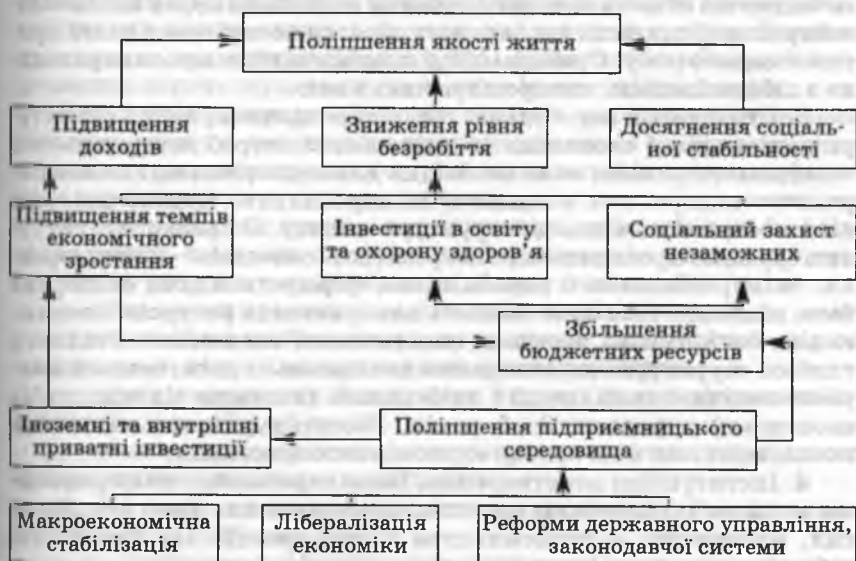 Поліпшення якості життя
Підвищення
доходів
Зниження рівня
безробіття
Досягнення соціаль-
ної стабільності
Підвищення темпів
економічного
зростання
Інвестиції в освіту
та охорону здоров'я
Соціальний захист
незаможних
Збільшення
бюджетних ресурсів
Іноземні та внутрішні
приватні інвестиції
Поліпшення підприємницького
середовища
Макроекономічна
стабілізація
Лібералізація
економіки
Реформи державного управління,
законодавчої системи